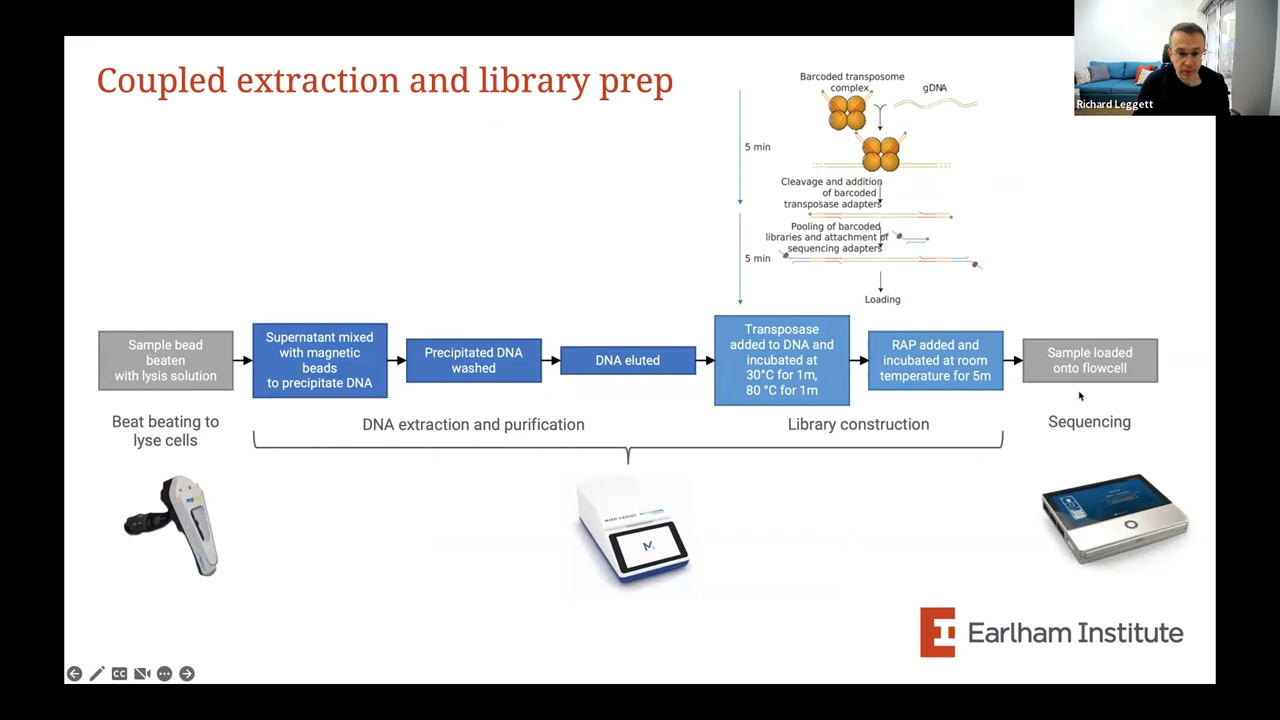 Coupled extraction and library prep
Richard Leggett
Barcoded transposome
complex
gDNA
5 min
Cleavage and addition
of barcoded
transposase adapters
Pooling of barcoded
libraries and attachment of
sequencing adapters
5 min
Loading
Sample bead
beaten
with lysis solution
Supernatant mixed
with magnetic
beads
to precipitate DNA
Precipitated DNA
washed
DNA eluted
Transposase
added to DNA and
incubated at
30°C for 1m,
80 °C for 1m
RAP added and
incubated at room
temperature for 5m
Sample loaded
onto flowcell
Beat beating to
lyse cells
DNA extraction and purification
Library construction
Sequencing
M
Earlham Institute
CC